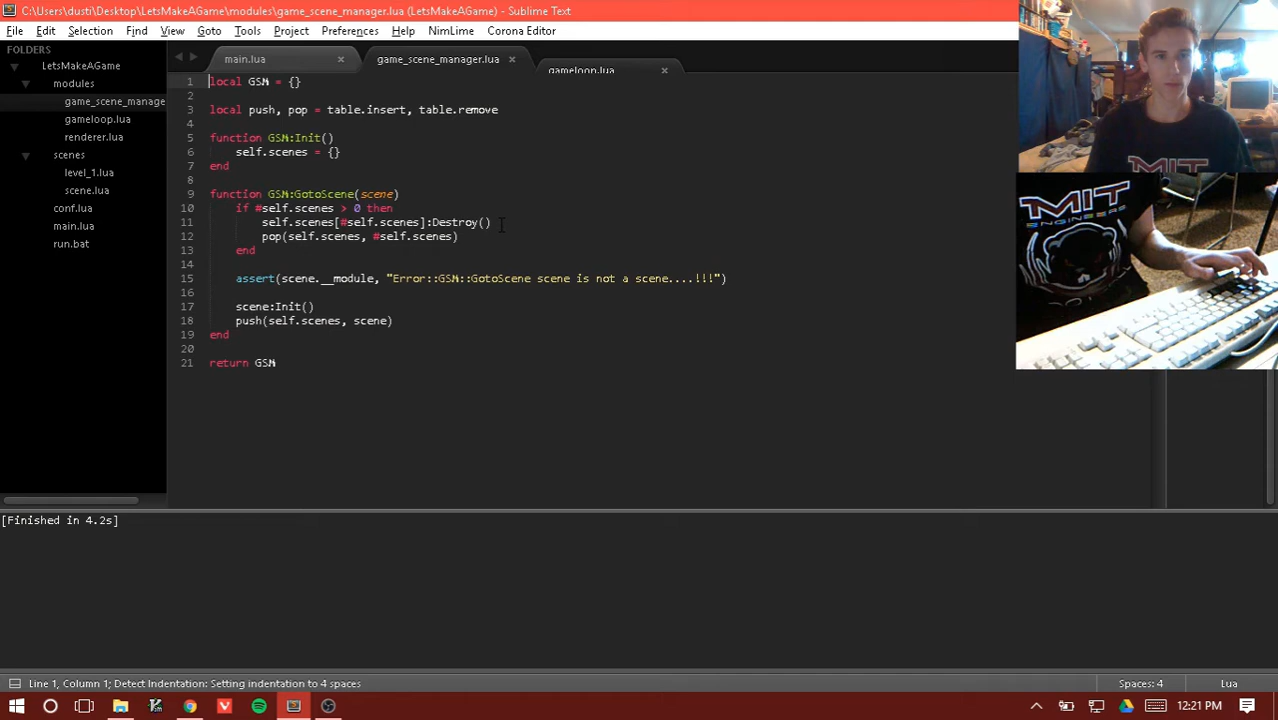 C:\Users\dusti\Desktop\LetsMakeAGame\modules\game_scene_manager.lua (LetsMakeAGame) - Sublime Text
File Edit Selection Find View Goto Tools Project Preferences Help NimLime Corona Editor
FOLDERS
LetsMakeAGame
modules
game_scene_manage
gameloop.lua
renderer.lua
scenes
level_1.lua
scene.lua
conf.lua
main.lua
run.bat
main.lua game_scene_manager.lua gameloop.lua
1 local GSM = {}
2
3 local push, pop = table.insert, table.remove
4
5 function GSM:Init()
6 self.scenes = {}
7 end
8
9 function GSM:GotoScene(scene)
10 if #self.scenes > 0 then
11 self.scenes[#self.scenes]:Destroy()
12 pop(self.scenes, #self.scenes)
13 end
14
15 assert(scene.__module, "Error::GSM::GotoScene scene is not a scene....!!!")
16
17 scene:Init()
18 push(self.scenes, scene)
19 end
20
21 return GSM
MIT
MIT
[Finished in 4.2s]
Line 1, Column 1; Detect Indentation: Setting indentation to 4 spaces
Spaces: 4
Lua
12:21 PM